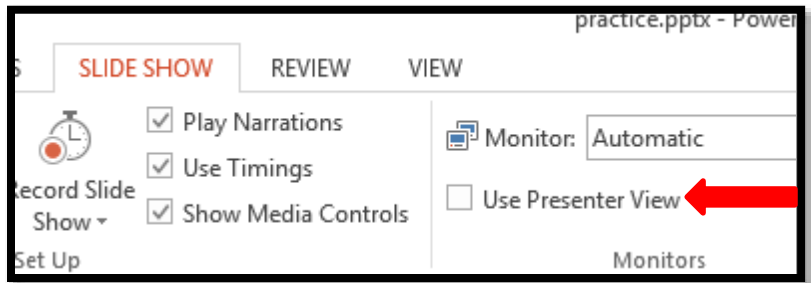 practice.pptx - Power
S SLIDE SHOW REVIEW VIEW
Record Slide
Show
Play Narrations
Use Timings
Show Media Controls
Set Up
Monitor: Automatic
Use Presenter View
Monitors